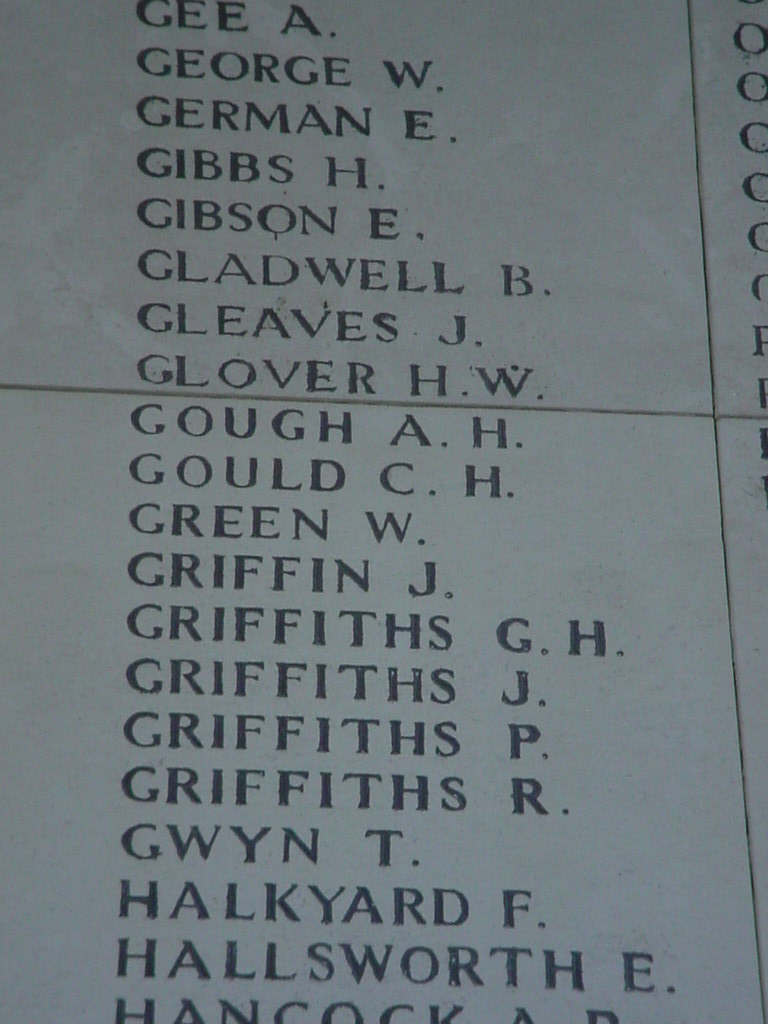 GEE A.
GEORGE W.
GERMAN E.
GIBBS H.
GIBSON E.
GLADWELL B.
GLEAVES J.
GLOVER H.W.
GOUGH A. H.
GOULD C. H.
GREEN W.
GRIFFIN J.
GRIFFITHS G. H.
GRIFFITHS J.
GRIFFITHS P.
GRIFFITHS R.
GWYN T.
HALKYARD F.
HALLSWORTH E.
HANCOCK A.